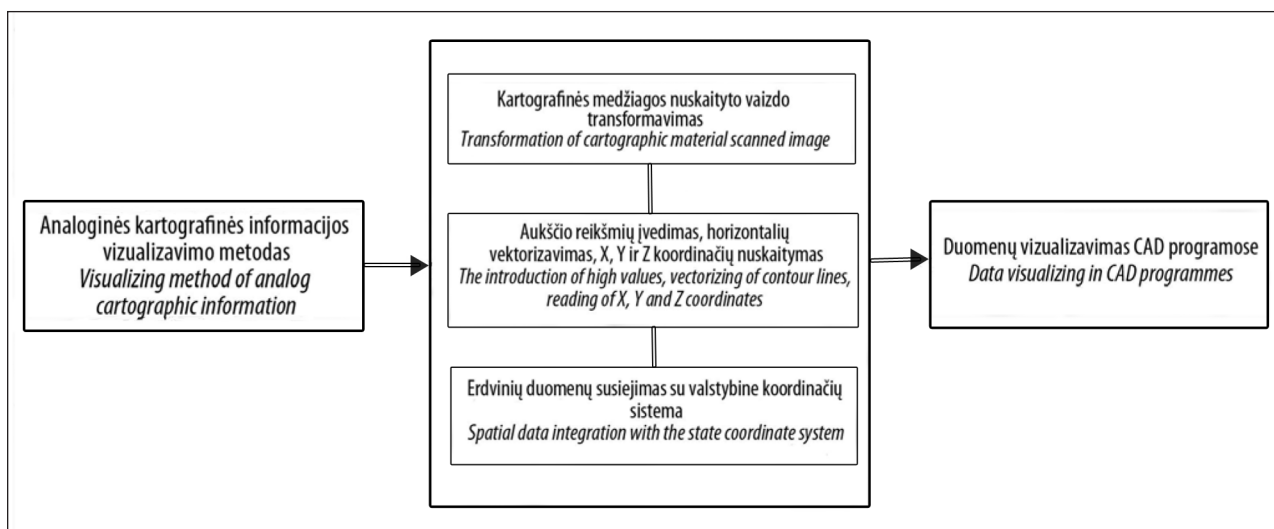 Analoginės kartografinės informacijos
vizualizavimo metodas
Visualizing method of analog
cartographic information
Kartografinės medžiagos nuskaityto vaizdo
transformavimas
Transformation of cartographic material scanned image
Aukščio reikšmių įvedimas, horizontalių
vektorizavimas, X, Y ir Z koordinačių nuskaitymas
The introduction of high values, vectorizing of contour lines,
reading of X, Y and Z coordinates
Erdvinių duomenų susiejimas su valstybine koordinačių
sistema
Spatial data integration with the state coordinate system
Duomenų vizualizavimas CAD programose
Data visualizing in CAD programmes